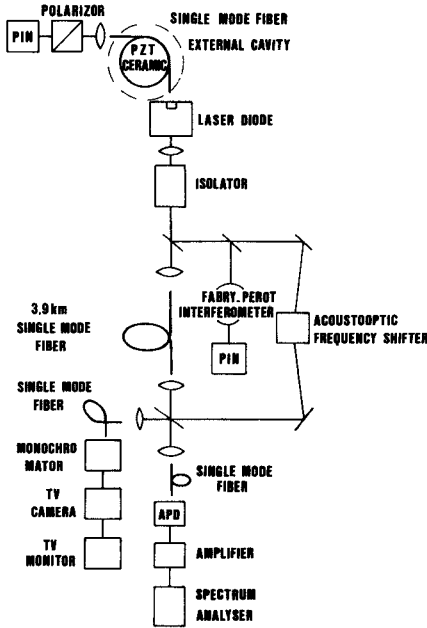 POLARIZOR
PIN
SINGLE MODE FIBER
EXTERNAL CAVITY
PZT
CERAMIC
LASER DIODE
ISOLATOR
3,9km
SINGLE MODE
FIBER
FABRY.PEROT
INTERFEROMETER
PIN
ACOUSTOOPTIC
FREQUENCY SHIFTER
SINGLE MODE
FIBER
MONOCHRO
MATOR
TV
CAMERA
TV
MONITOR
SINGLE MODE
FIBER
APD
AMPLIFIER
SPECTRUM
ANALYSER